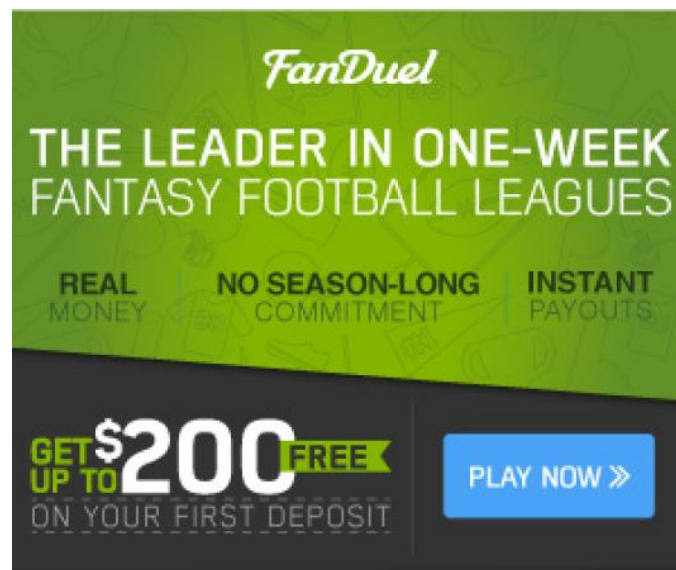 FanDuel
THE LEADER IN ONE-WEEK
FANTASY FOOTBALL LEAGUES
REAL MONEY
NO SEASON-LONG COMMITMENT
INSTANT PAYOUTS
GET UP TO $200 FREE
ON YOUR FIRST DEPOSIT
PLAY NOW »